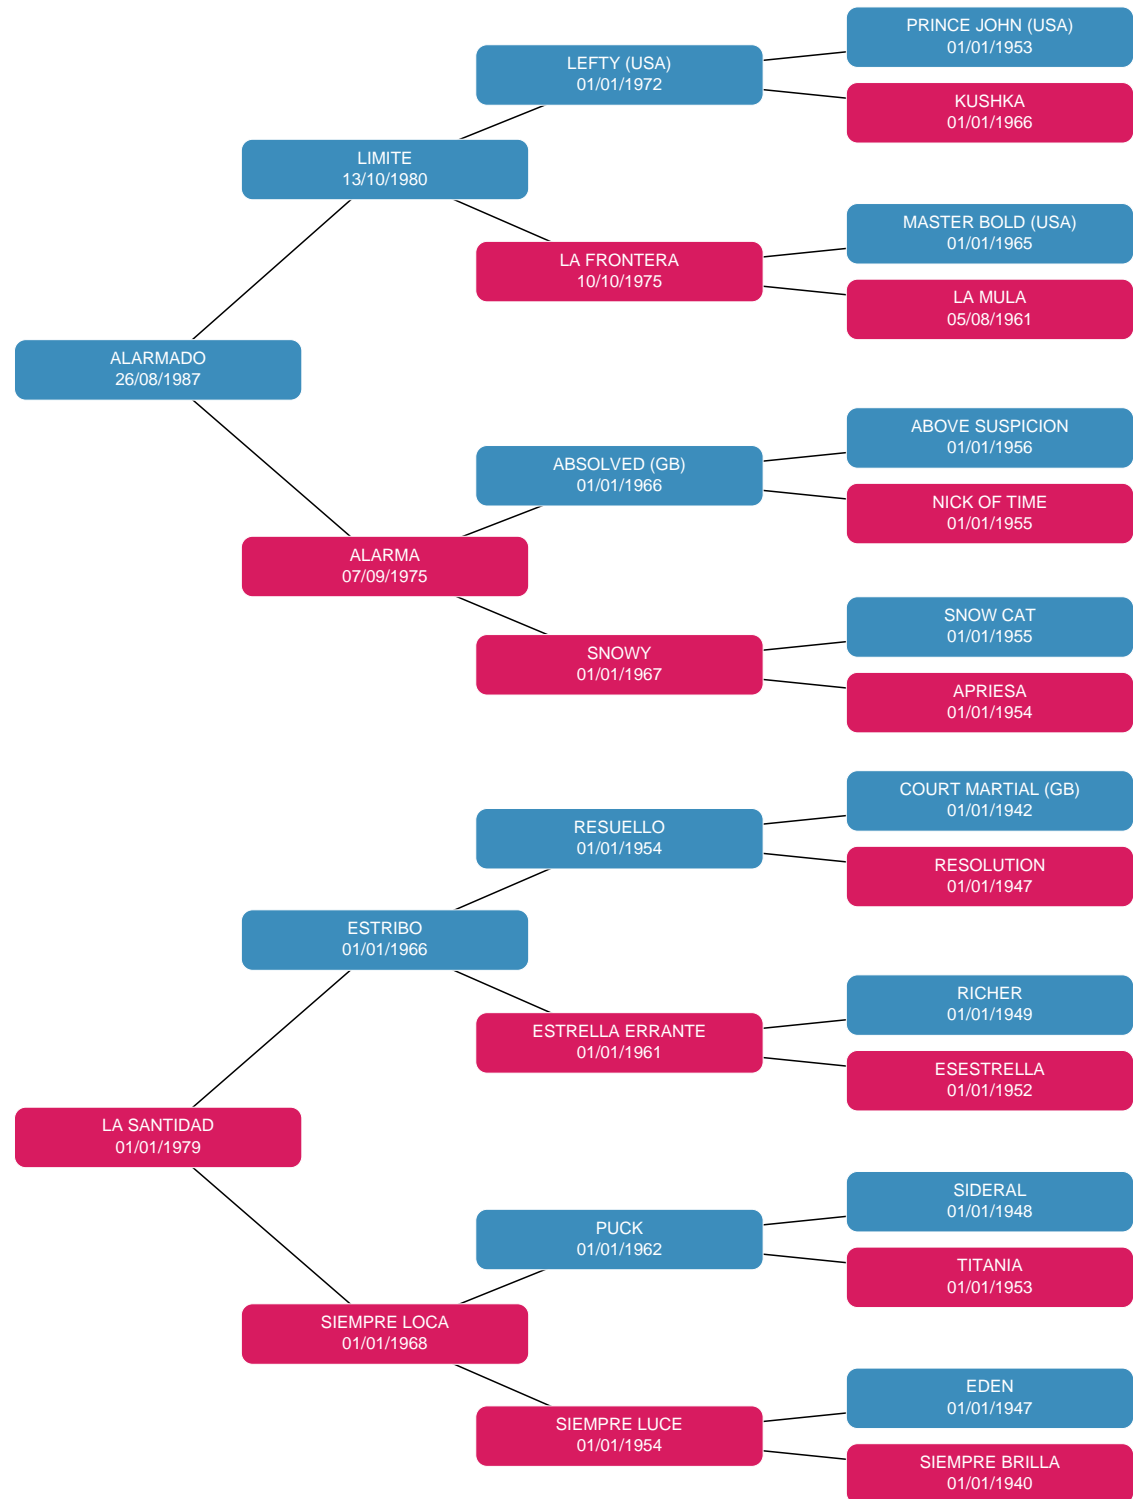 PRINCE JOHN (USA)
01/01/1953
LEFTY (USA)
01/01/1972
KUSHKA
01/01/1966
LIMITE
13/10/1980
MASTER BOLD (USA)
01/01/1965
LA FRONTERA
10/10/1975
LA MULA
05/08/1961
ALARMADO
26/08/1987
ABOVE SUSPICION
01/01/1956
ABSOLVED (GB)
01/01/1966
NICK OF TIME
01/01/1955
ALARMA
07/09/1975
SNOW CAT
01/01/1955
SNOWY
01/01/1967
APRIESA
01/01/1954
COURT MARTIAL (GB)
01/01/1942
RESUELLO
01/01/1954
RESOLUTION
01/01/1947
ESTRIBO
01/01/1966
RICHER
01/01/1949
ESTRELLA ERRANTE
01/01/1961
ESESTRELLA
01/01/1952
LA SANTIDAD
01/01/1979
SIDERAL
01/01/1948
PUCK
01/01/1962
TITANIA
01/01/1953
SIEMPRE LOCA
01/01/1968
EDEN
01/01/1947
SIEMPRE LUCE
01/01/1954
SIEMPRE BRILLA
01/01/1940